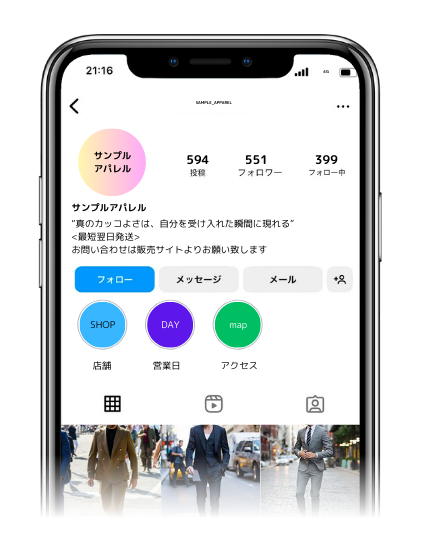 21:16
4G
SAMPLE_APPAREL
サンプル
アパレル
594 551 399
投稿 フォロワー フォロー中
サンプルアパレル
"真のカッコよさは、自分を受け入れた瞬間に現れる"
<最短翌日発送>
お問い合わせは販売サイトよりお願い致します
フォロー メッセージ メール
SHOP DAY map
店舗 営業日 アクセス